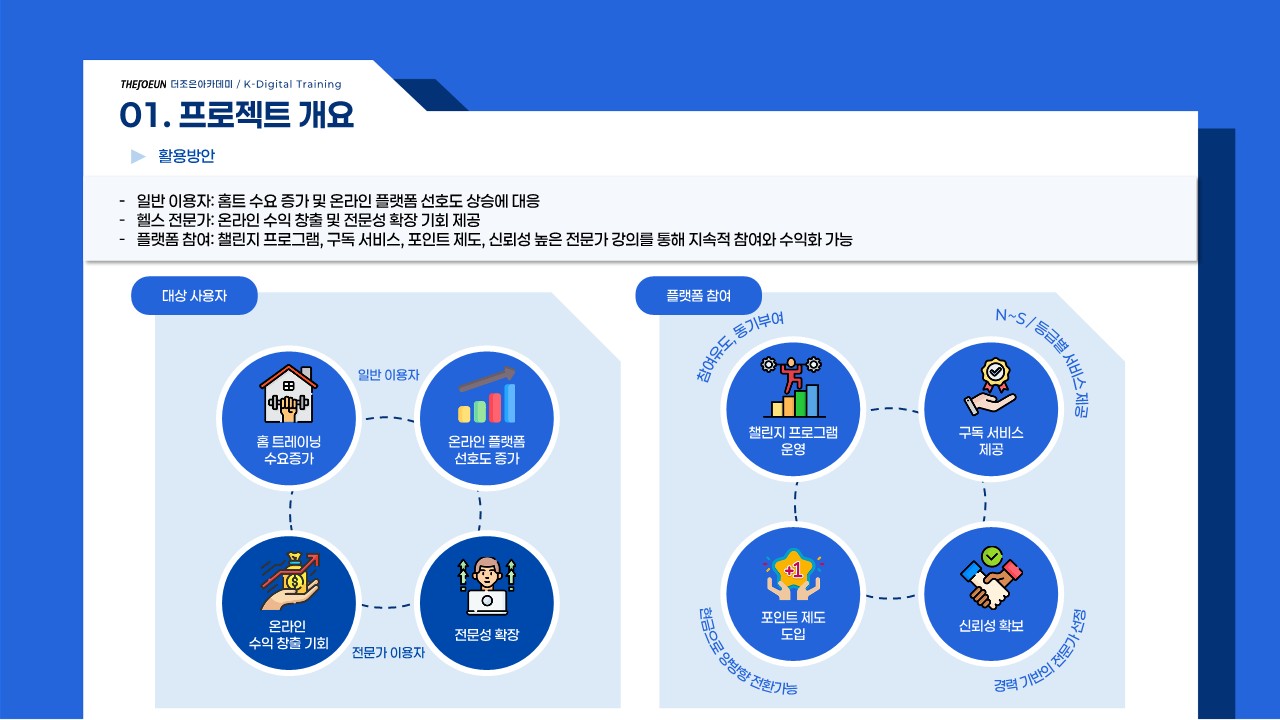 THEJOEUN 더조은아카데미 / K-Digital Training
01. 프로젝트 개요
▶ 활용방안
- 일반 이용자: 홈트 수요 증가 및 온라인 플랫폼 선호도 상승에 대응
- 헬스 전문가: 온라인 수익 창출 및 전문성 확장 기회 제공
- 플랫폼 참여: 챌린지 프로그램, 구독 서비스, 포인트 제도, 신뢰성 높은 전문가 강의를 통해 지속적 참여와 수익화 가능
대상 사용자
일반 이용자
홈 트레이닝
수요증가
온라인 플랫폼
선호도 증가
온라인
수익 창출 기회
전문성 확장
전문가 이용자
플랫폼 참여
참여유도, 동기부여
N~S / 등급별 서비스 제공
챌린지 프로그램
운영
구독 서비스
제공
+1
포인트 제도
도입
신뢰성 확보
현금으로 양방향 전환가능
경력 기반의 전문가 선정